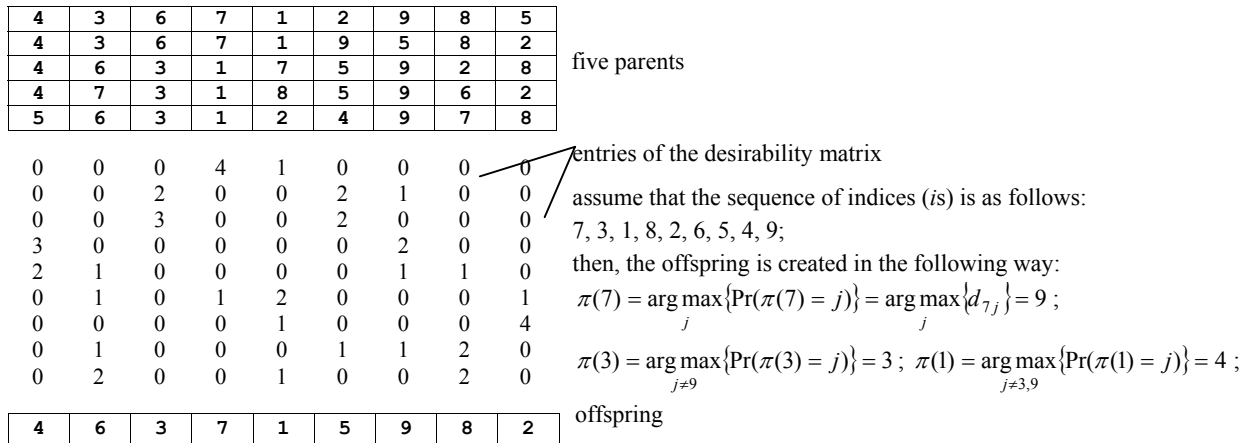 4 3 6 7 1 2 9 8 5
4 3 6 7 1 9 5 8 2
4 6 3 1 7 5 9 2 8
4 7 3 1 8 5 9 6 2
5 6 3 1 2 4 9 7 8
five parents
0 0 0 4 1 0 0 0 0
0 0 2 0 0 2 1 0 0
0 0 3 0 0 2 0 0 0
3 0 0 0 0 0 2 0 0
2 1 0 0 0 0 1 1 0
0 1 0 1 2 0 0 0 1
0 0 0 0 1 0 0 0 4
0 1 0 0 0 1 1 2 0
0 2 0 0 1 0 0 2 0
entries of the desirability matrix
assume that the sequence of indices (is) is as follows:
7, 3, 1, 8, 2, 6, 5, 4, 9;
then, the offspring is created in the following way:
π(7) = arg max_j {Pr(π(7) = j)} = arg max_j {d_{7j}} = 9 ;
π(3) = arg max_{j≠9} {Pr(π(3) = j)} = 3 ; π(1) = arg max_{j≠3,9} {Pr(π(1) = j)} = 4 ;
4 6 3 7 1 5 9 8 2
offspring